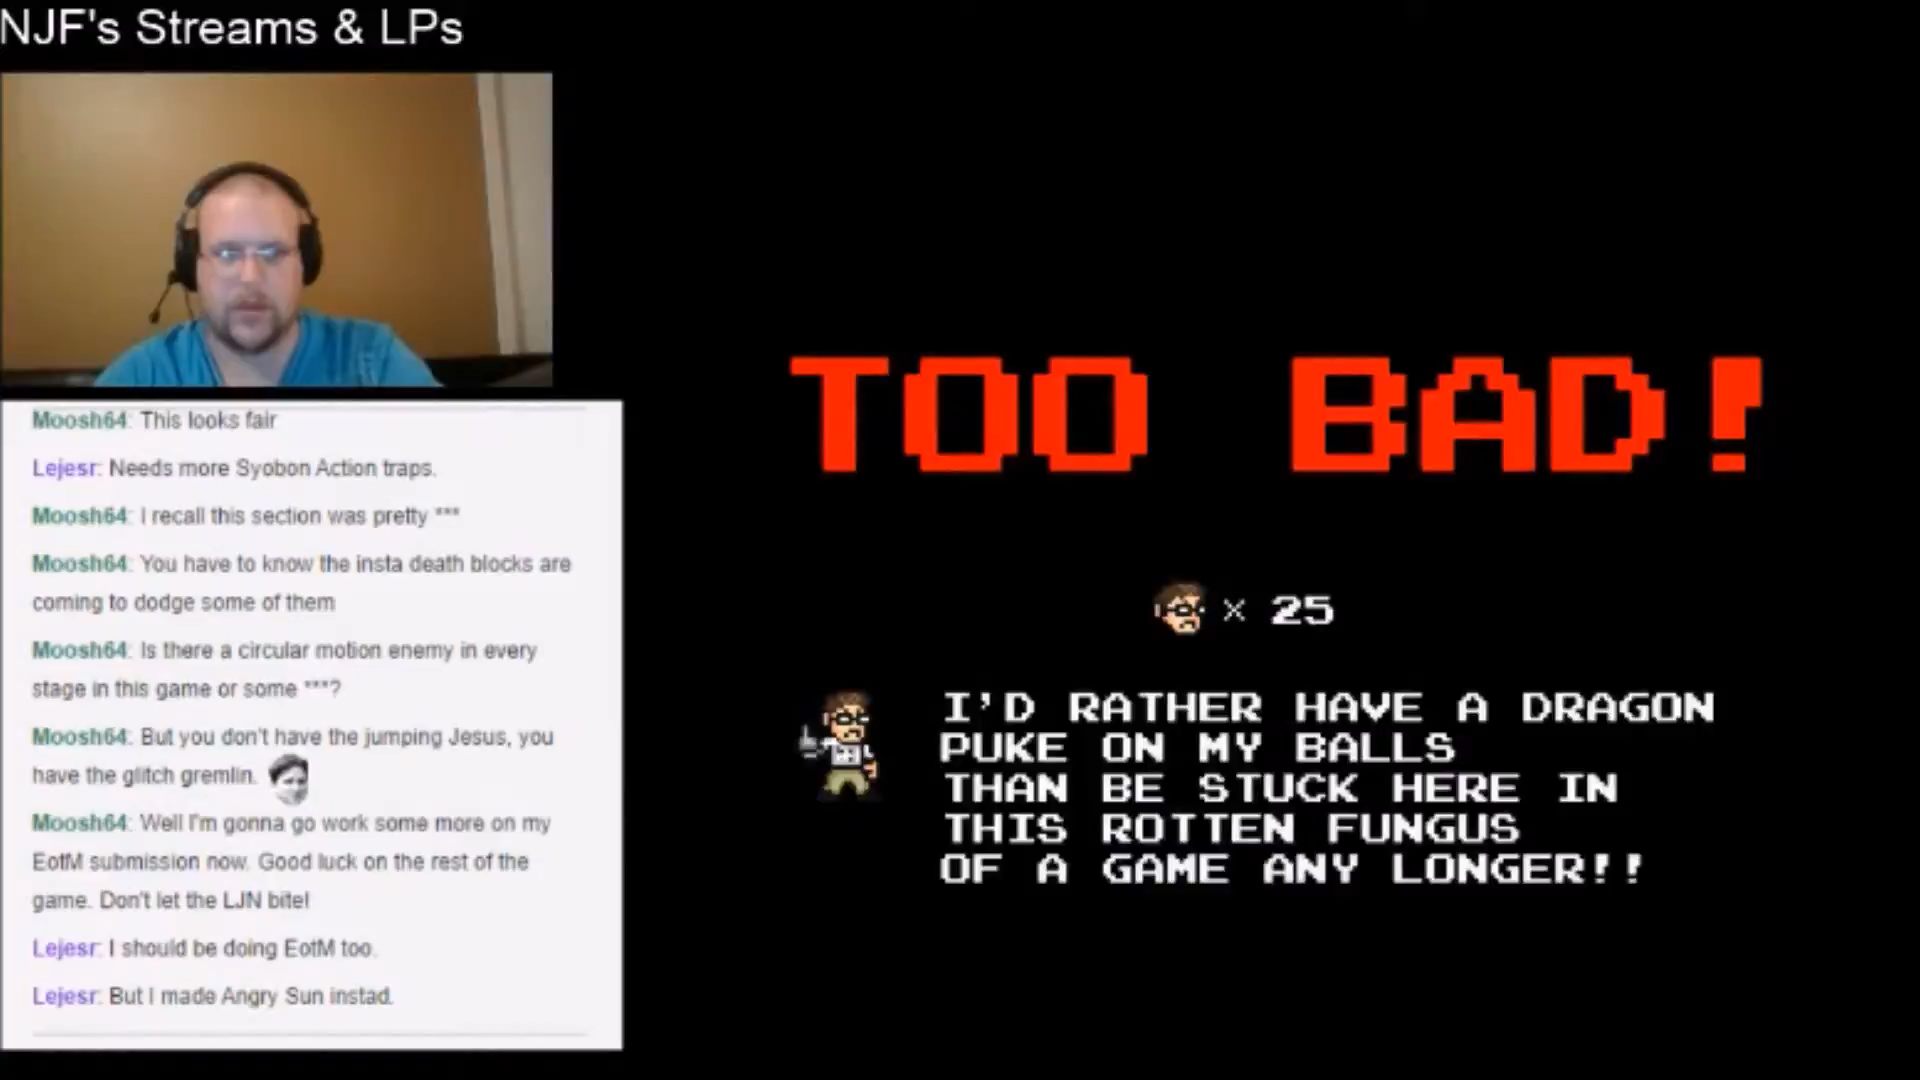 NJF's Streams & LPs
Moosh64: This looks fair
Lejesr: Needs more Syobon Action traps.
Moosh64: I recall this section was pretty ***
Moosh64: You have to know the insta death blocks are
coming to dodge some of them
Moosh64: Is there a circular motion enemy in every
stage in this game or some ***?
Moosh64: But you don't have the jumping Jesus, you
have the glitch gremlin.
Moosh64: Well I'm gonna go work some more on my
EotM submission now. Good luck on the rest of the
game. Don't let the LJN bite!
Lejesr: I should be doing EotM too.
Lejesr: But I made Angry Sun instad.
TOO BAD!
× 25
I'D RATHER HAVE A DRAGON
PUKE ON MY BALLS
THAN BE STUCK HERE IN
THIS ROTTEN FUNGUS
OF A GAME ANY LONGER!!